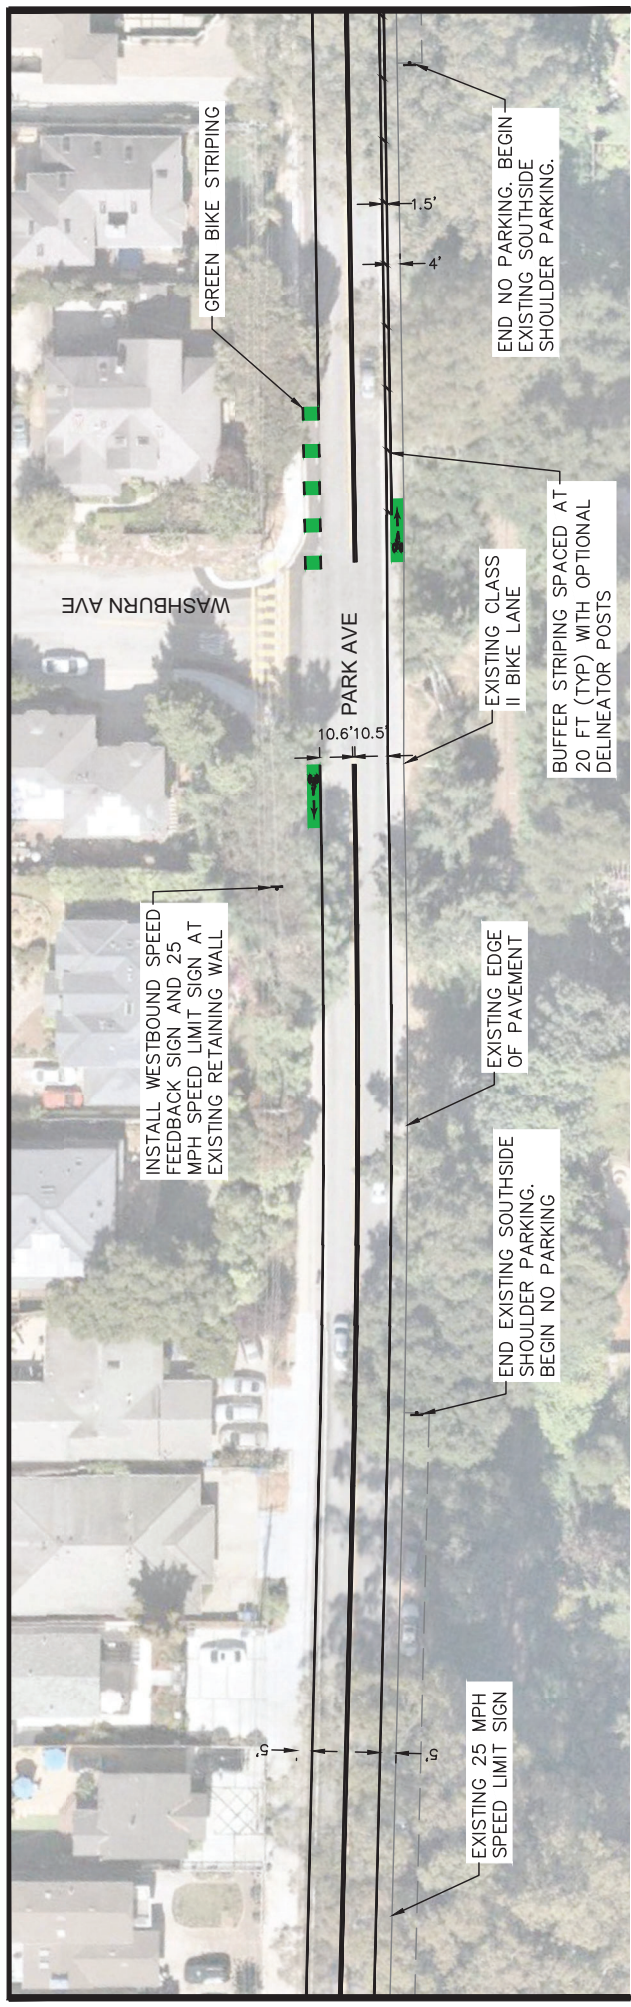 INSTALL WESTBOUND SPEED
FEEDBACK SIGN AND 25
MPH SPEED LIMIT SIGN AT
EXISTING RETAINING WALL
WASHBURN AVE
GREEN BIKE STRIPING
5'
10.6'
10.5'
PARK AVE
1.5'
4'
5'
EXISTING 25 MPH
SPEED LIMIT SIGN
END EXISTING SOUTHSIDE
SHOULDER PARKING.
BEGIN NO PARKING
EXISTING EDGE
OF PAVEMENT
EXISTING CLASS
II BIKE LANE
BUFFER STRIPING SPACED AT
20 FT (TYP) WITH OPTIONAL
DELINEATOR POSTS
END NO PARKING. BEGIN
EXISTING SOUTHSIDE
SHOULDER PARKING.